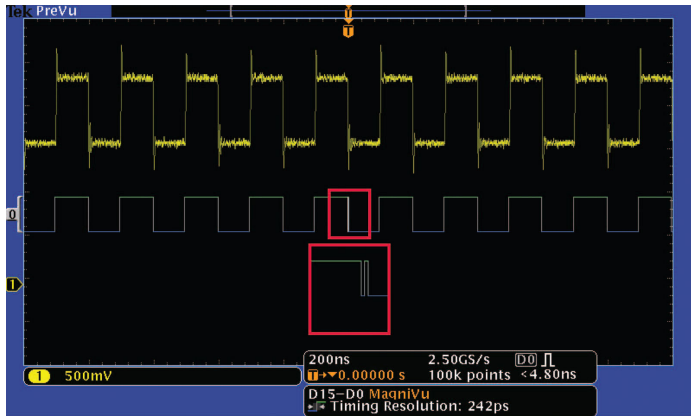 Tek PreVu
T
T
0
1
200ns 2.50GS/s D0
T→▼0.00000 s 100k points <4.80ns
1 500mV
D15–D0 MagniVu
Timing Resolution: 242ps